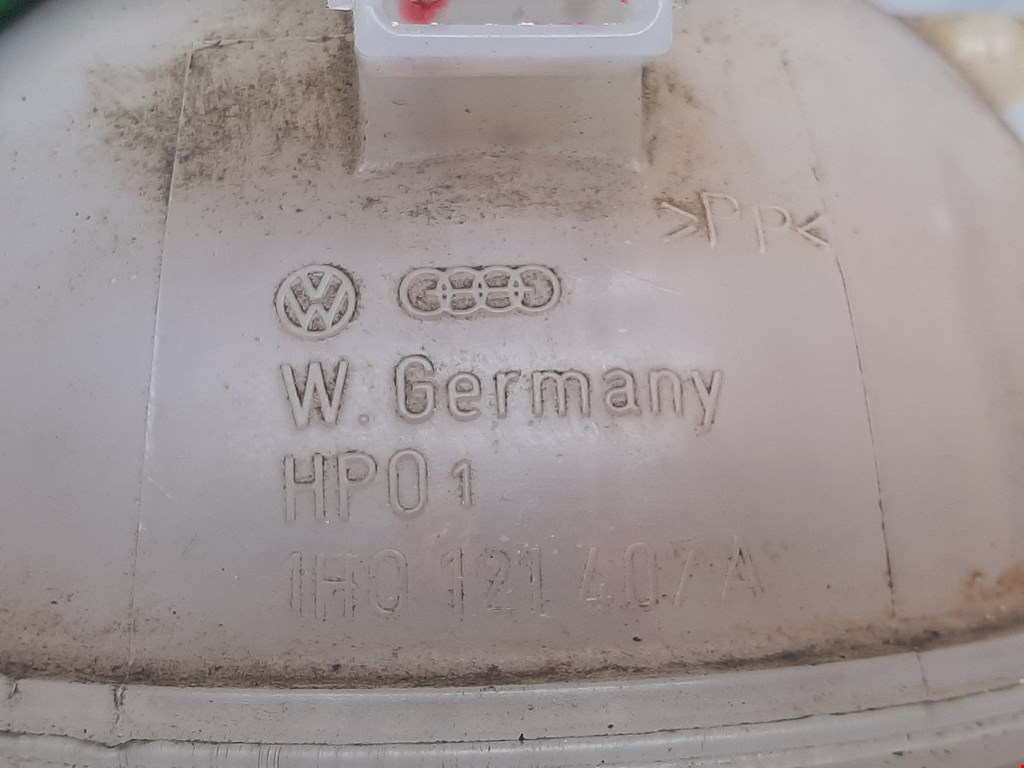 >PP<
W. Germany
HPO 1
1H0 121 407 A